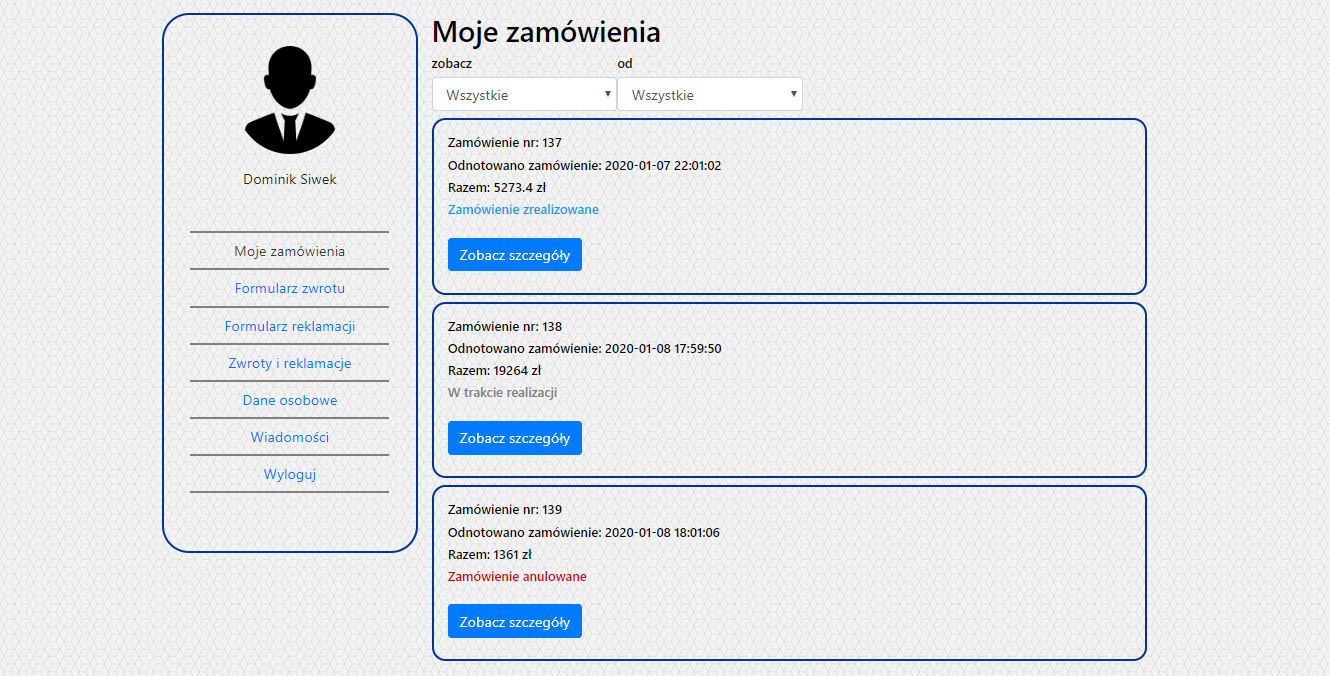 Dominik Siwek
Moje zamówienia
Formularz zwrotu
Formularz reklamacji
Zwroty i reklamacje
Dane osobowe
Wiadomości
Wyloguj
Moje zamówienia
zobacz od
Wszystkie Wszystkie
Zamówienie nr: 137
Odnotowano zamówienie: 2020-01-07 22:01:02
Razem: 5273.4 zł
Zamówienie zrealizowane
Zobacz szczegóły
Zamówienie nr: 138
Odnotowano zamówienie: 2020-01-08 17:59:50
Razem: 19264 zł
W trakcie realizacji
Zobacz szczegóły
Zamówienie nr: 139
Odnotowano zamówienie: 2020-01-08 18:01:06
Razem: 1361 zł
Zamówienie anulowane
Zobacz szczegóły